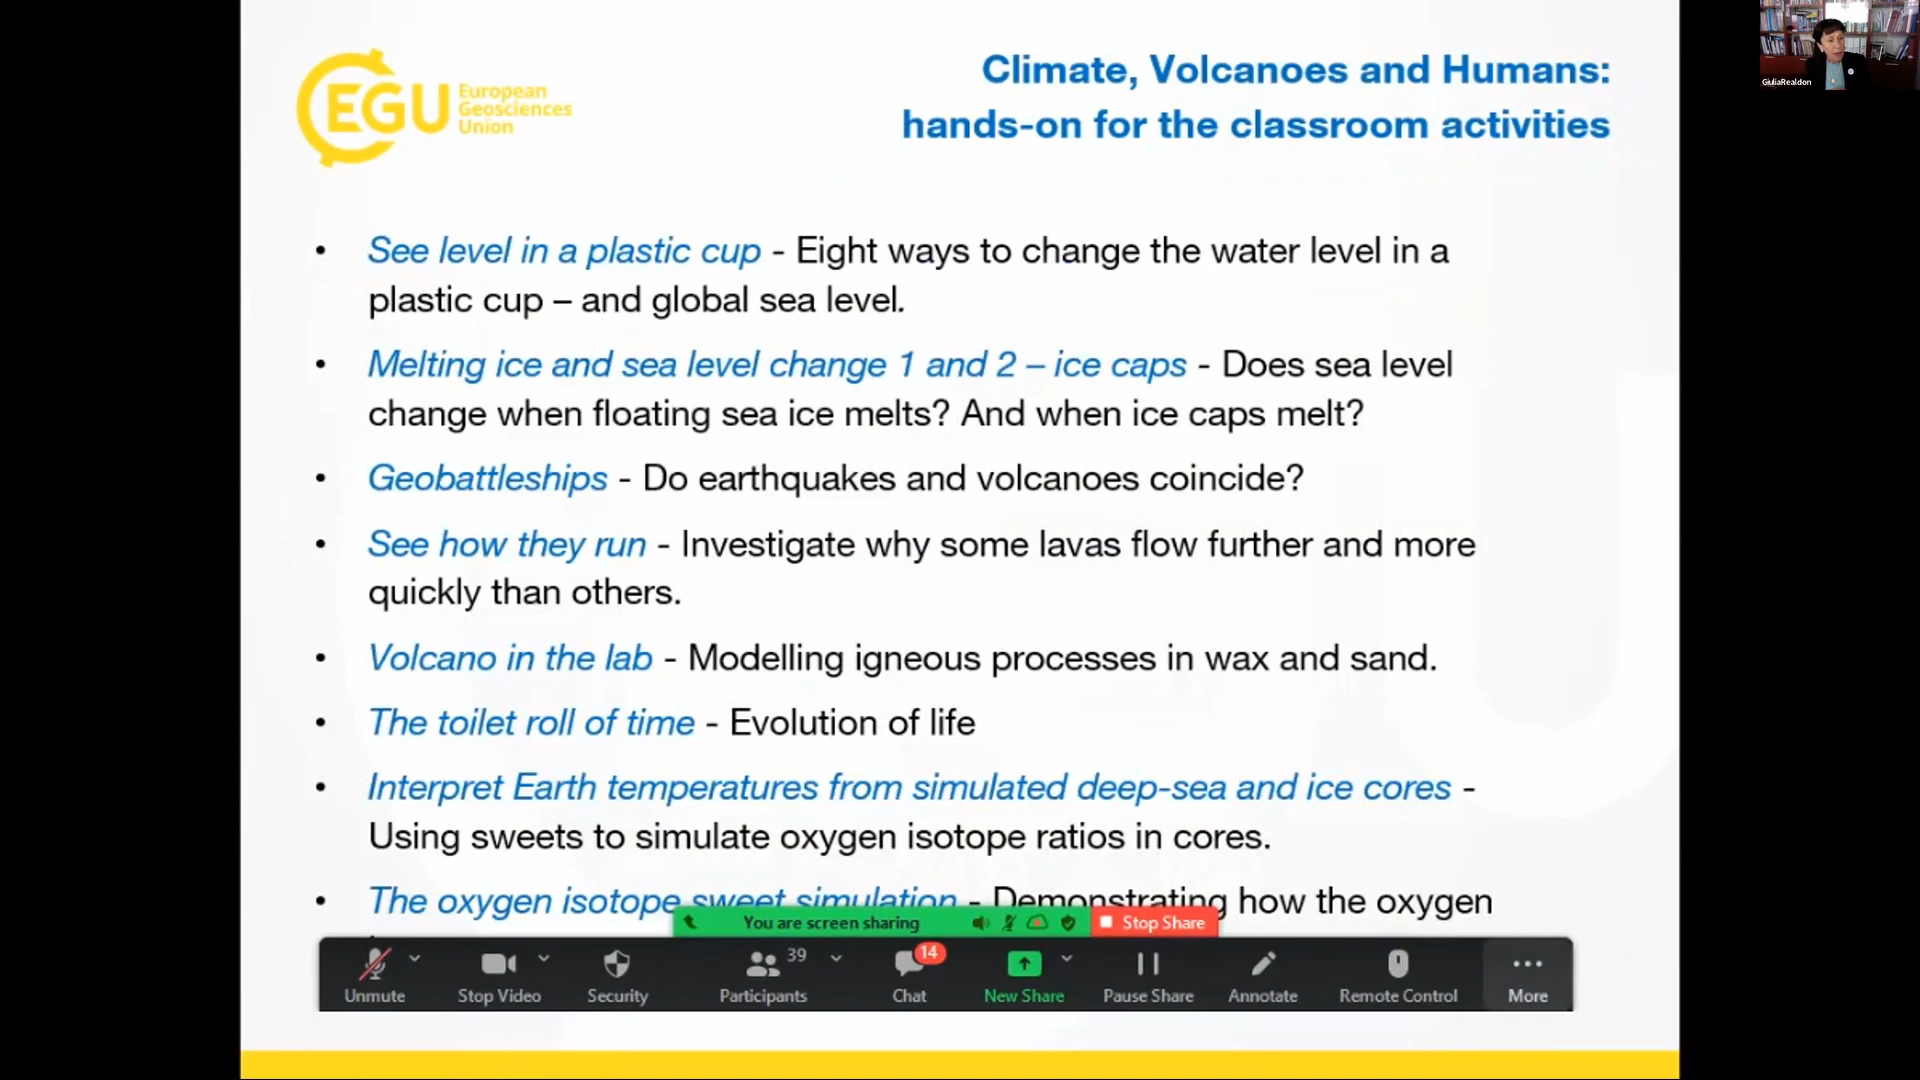 EGU
European
Geosciences
Union
Climate, Volcanoes and Humans:
hands-on for the classroom activities
GiuliaRealdon
• See level in a plastic cup - Eight ways to change the water level in a
plastic cup – and global sea level.
• Melting ice and sea level change 1 and 2 – ice caps - Does sea level
change when floating sea ice melts? And when ice caps melt?
• Geobattleships - Do earthquakes and volcanoes coincide?
• See how they run - Investigate why some lavas flow further and more
quickly than others.
• Volcano in the lab - Modelling igneous processes in wax and sand.
• The toilet roll of time - Evolution of life
• Interpret Earth temperatures from simulated deep-sea and ice cores -
Using sweets to simulate oxygen isotope ratios in cores.
• The oxygen isotope sweet simulation - Demonstrating how the oxygen
You are screen sharing
Stop Share
39
14
Unmute
Stop Video
Security
Participants
Chat
New Share
Pause Share
Annotate
Remote Control
More